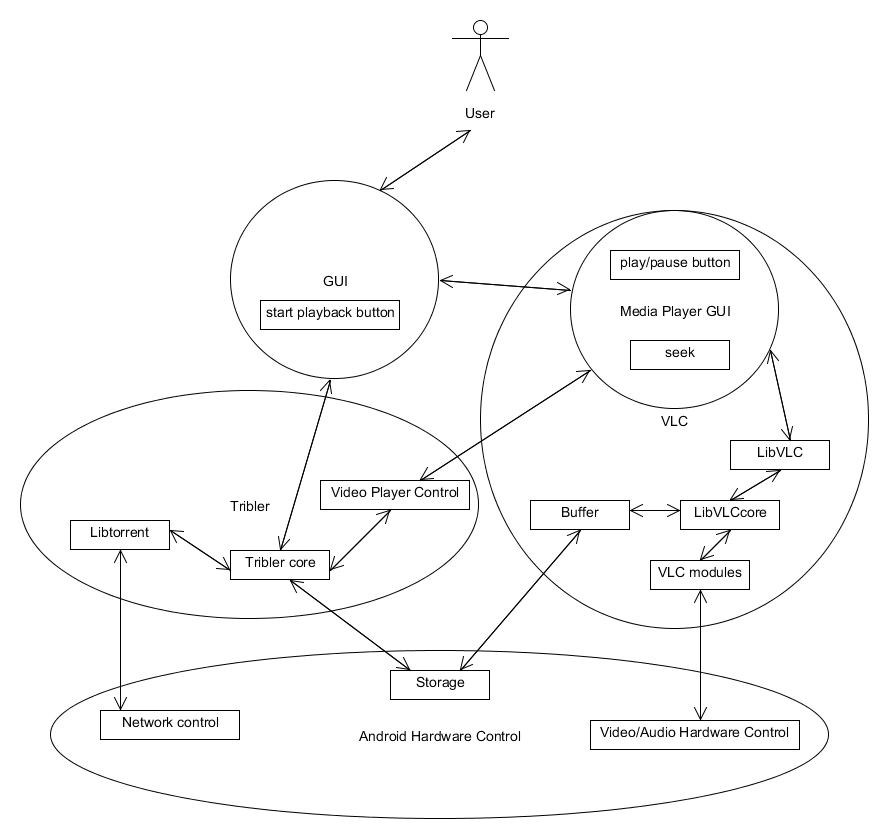 User
play/pause button
GUI
start playback button
Media Player GUI
seek
VLC
LibVLC
Video Player Control
Tribler
Buffer
LibVLCcore
Libtorrent
Tribler core
VLC modules
Storage
Network control
Android Hardware Control
Video/Audio Hardware Control